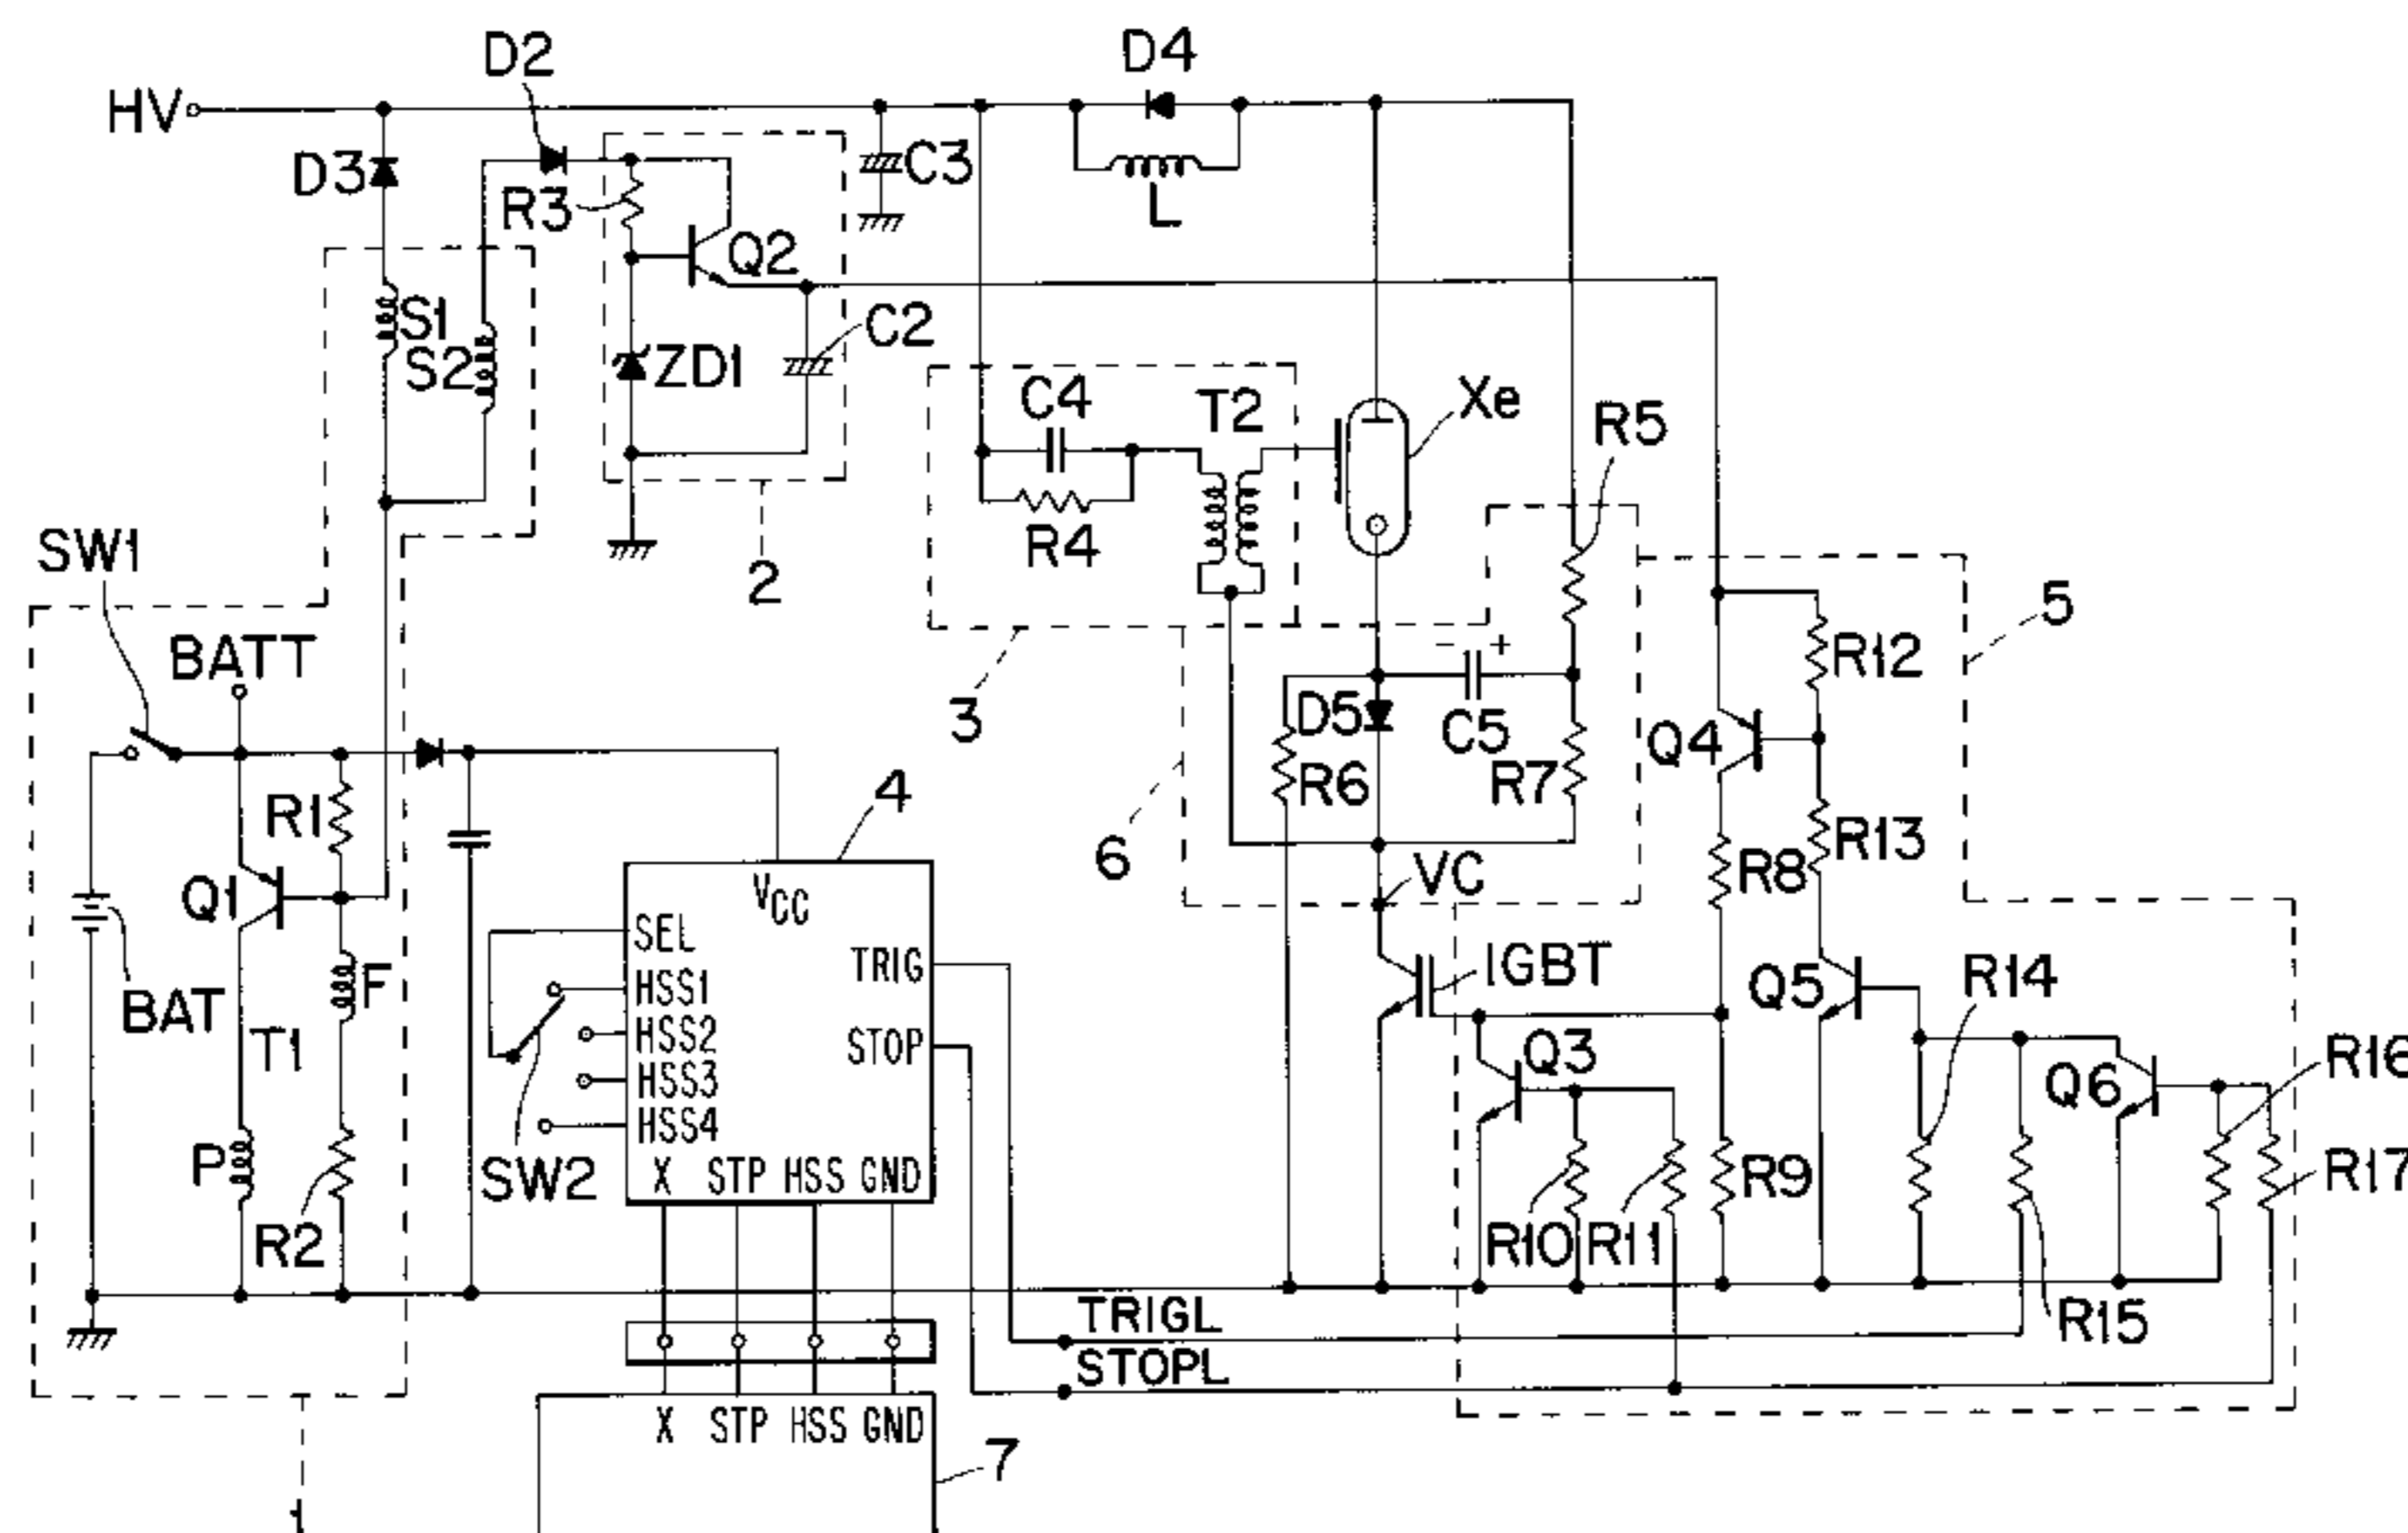 D2
D4
HV
D3
R3
C3
L
Q2
S1
S2
C2
ZD1
C4
T2
Xe
R5
SW1
R4
2
BATT
5
R12
3
D5
C5
Q4
R1
4
R6
R7
6
R8
R13
Q1
VCC
VC
SEL
TRIG
IGBT
BAT
F
HSS1
Q5
R14
T1
HSS2
STOP
Q3
R16
HSS3
Q6
HSS4
P
SW2
X STP HSS GND
R9
R17
R2
R10
R11
TRIGL
R15
STOPL
X STP HSS GND
7
1
- +